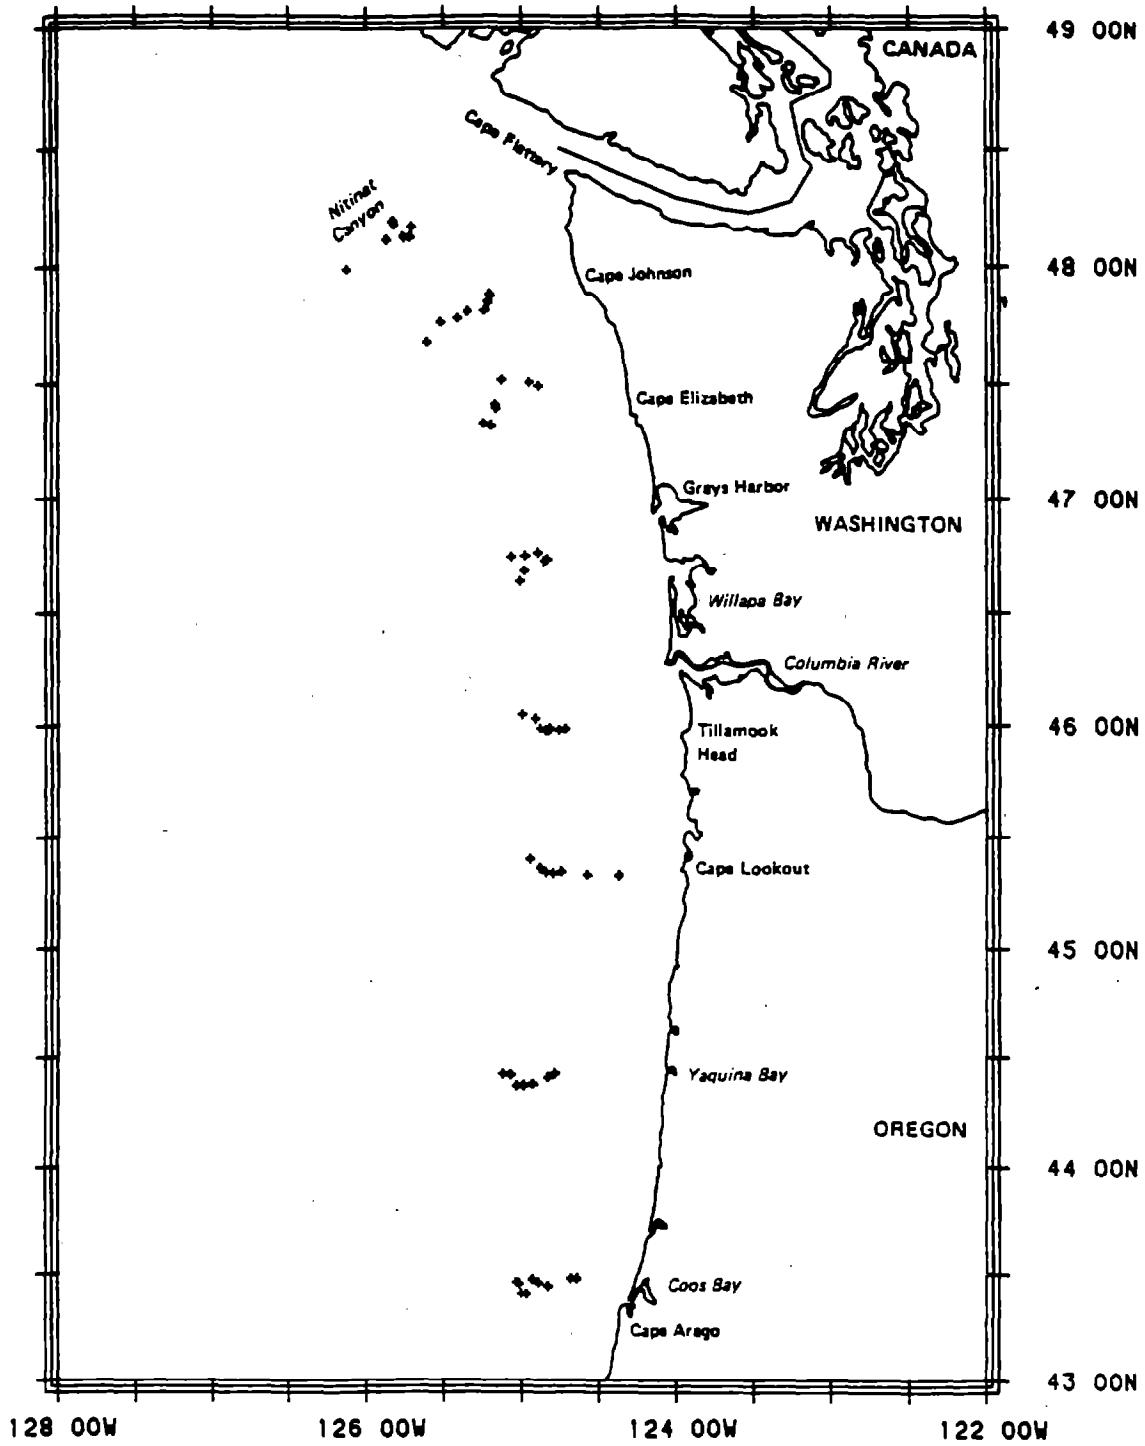 49 00N
CANADA
Cape Flattery
Nitinat
Canyon
48 00N
Cape Johnson
Cape Elizabeth
Grays Harbor
47 00N
WASHINGTON
Willapa Bay
Columbia River
46 00N
Tillamook
Head
Cape Lookout
45 00N
Yaquina Bay
OREGON
44 00N
Coos Bay
Cape Arago
43 00N
128 00W
126 00W
124 00W
122 00W